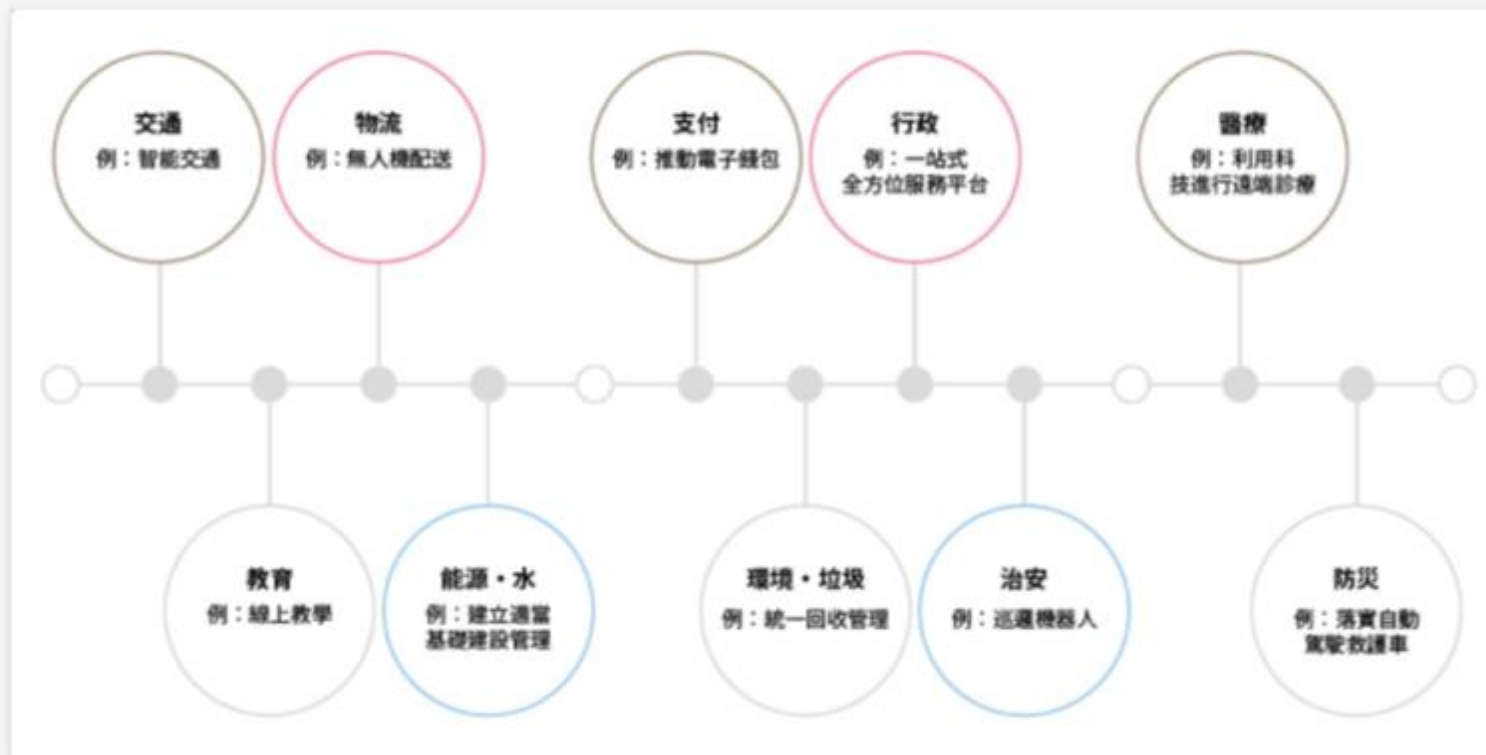 交通
例：智能交通
物流
例：無人機配送
支付
例：推動電子錢包
行政
例：一站式
全方位服務平台
醫療
例：利用科
技進行遠端診療
教育
例：線上教學
能源・水
例：建立適當
基礎建設管理
環境・垃圾
例：統一回收管理
治安
例：巡邏機器人
防災
例：落實自動
駕駛救護車